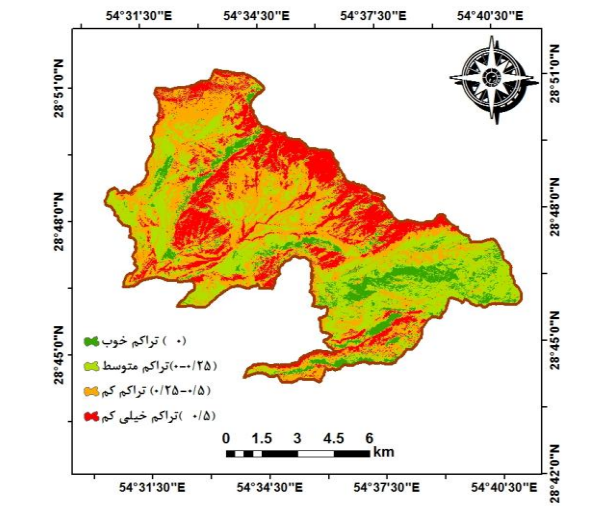 54°31'30"E 54°34'30"E 54°37'30"E 54°40'30"E
28°51'0"N 28°51'0"N
28°48'0"N 28°48'0"N
28°45'0"N 28°45'0"N
28°42'0"N
تراکم خوب ( ۰ )
تراکم متوسط(۰-۰/۲۵)
تراکم کم (۰/۲۵-۰/۵)
تراکم خیلی کم( ۰/۵ )
0 1.5 3 4.5 6
km
54°31'30"E 54°34'30"E 54°37'30"E 54°40'30"E